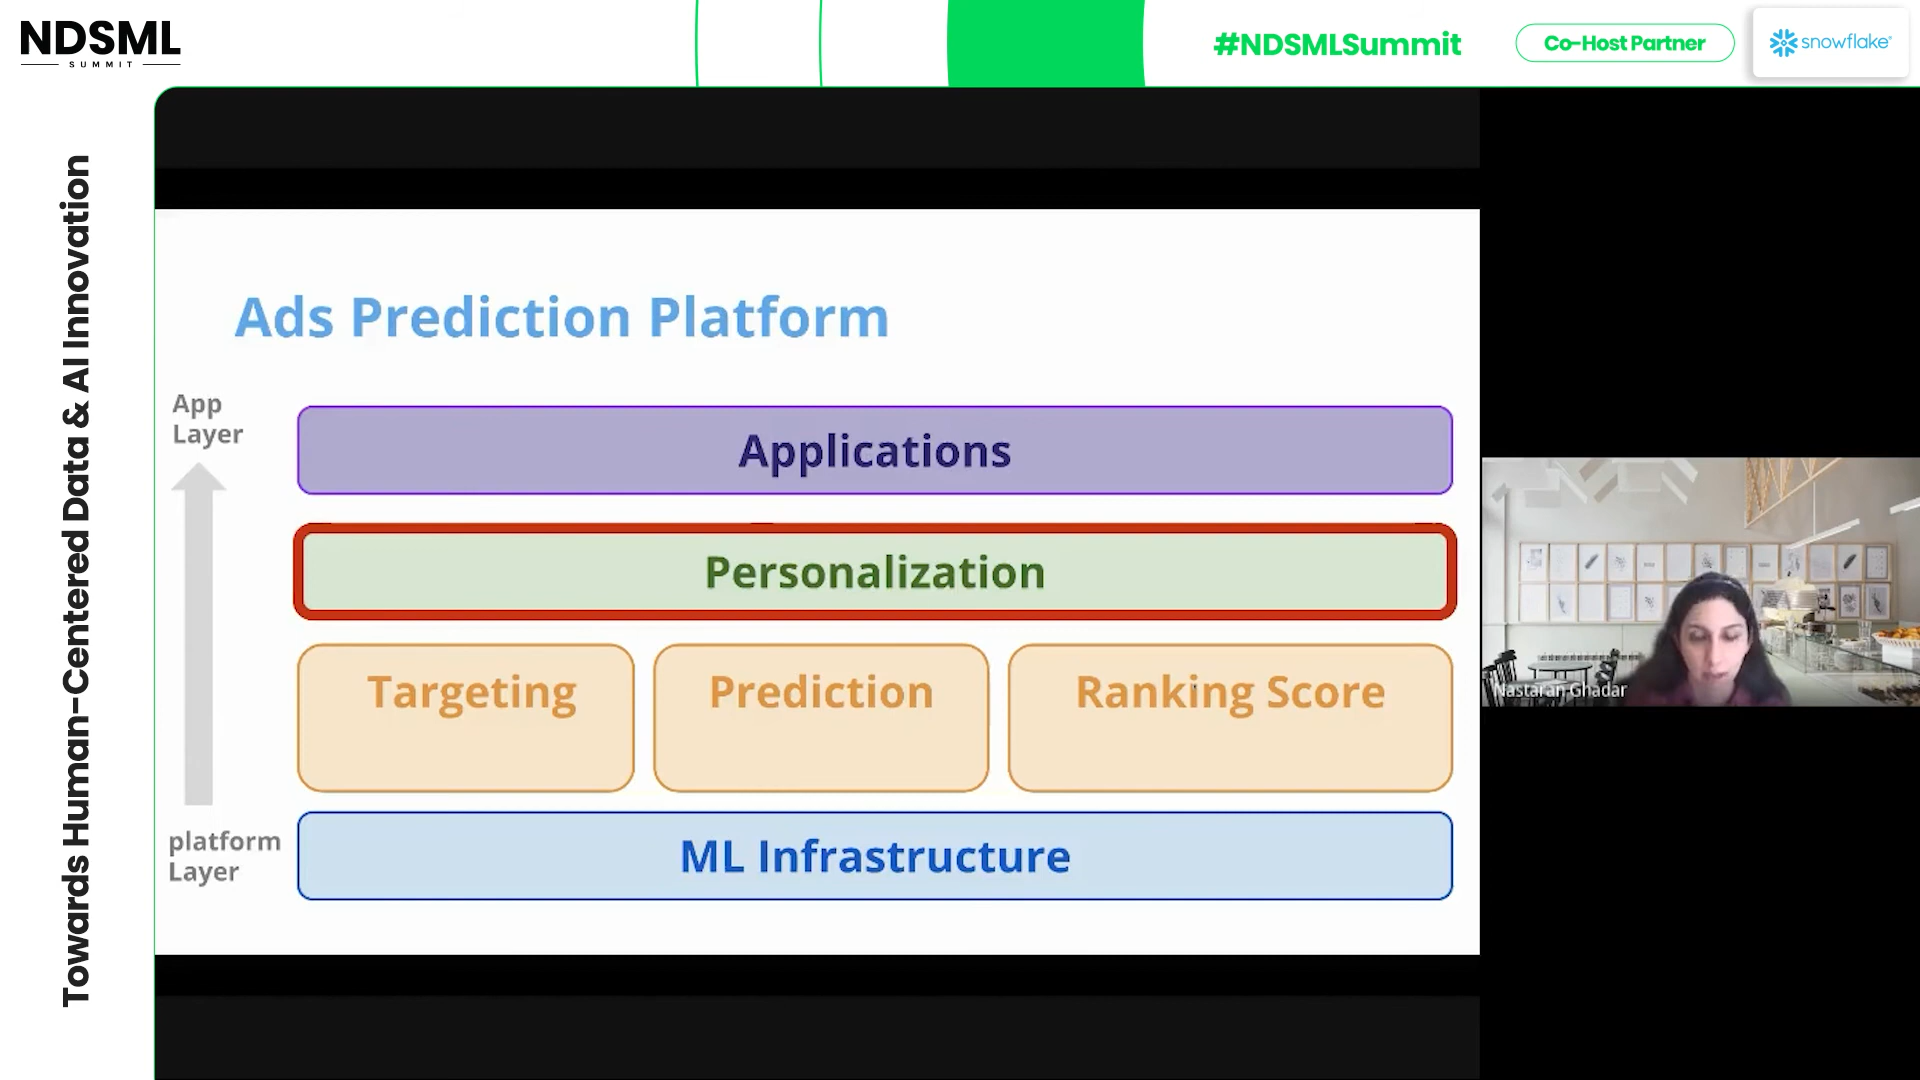 NDSML
SUMMIT
#NDSMLSummit
Co-Host Partner
snowflake®
Towards Human-Centered Data & AI Innovation
Ads Prediction Platform
App
Layer
Applications
Personalization
Targeting
Prediction
Ranking Score
platform
Layer
ML Infrastructure
Nastaran Ghadar